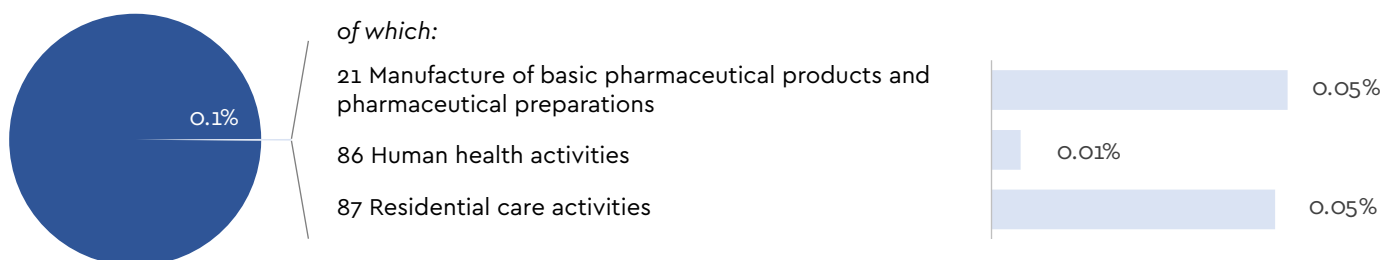 of which:
21 Manufacture of basic pharmaceutical products and
pharmaceutical preparations
0.05%
0.1%
86 Human health activities
0.01%
87 Residential care activities
0.05%